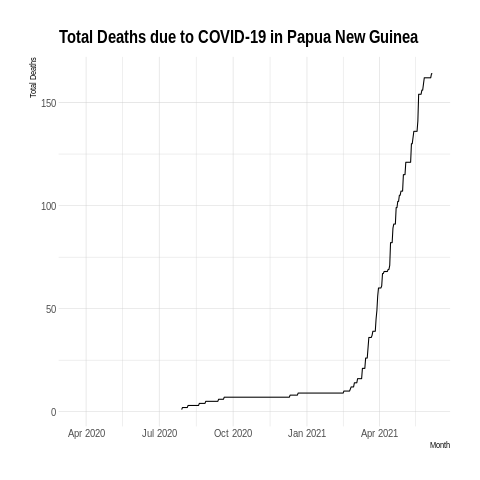 Total Deaths due to COVID-19 in Papua New Guinea
Total Deaths
150
100
50
0
Apr 2020 Jul 2020 Oct 2020 Jan 2021 Apr 2021
Month